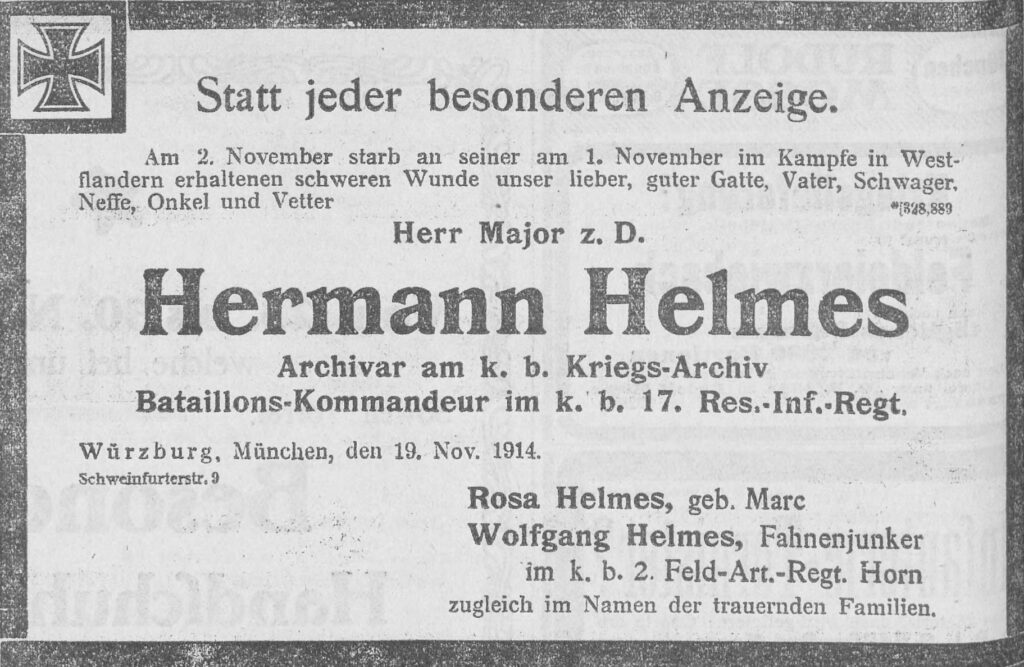 Statt jeder besonderen Anzeige.
Am 2. November starb an seiner am 1. November im Kampfe in West-
flandern erhaltenen schweren Wunde unser lieber, guter Gatte, Vater, Schwager,
Neffe, Onkel und Vetter *[328,889
Herr Major z. D.
Hermann Helmes
Archivar am k. b. Kriegs-Archiv
Bataillons-Kommandeur im k. b. 17. Res.-Inf.-Regt.
Würzburg, München, den 19. Nov. 1914.
Schweinfurterstr. 9
Rosa Helmes, geb. Marc
Wolfgang Helmes, Fahnenjunker
im k. b. 2. Feld-Art.-Regt. Horn
zugleich im Namen der trauernden Familien.